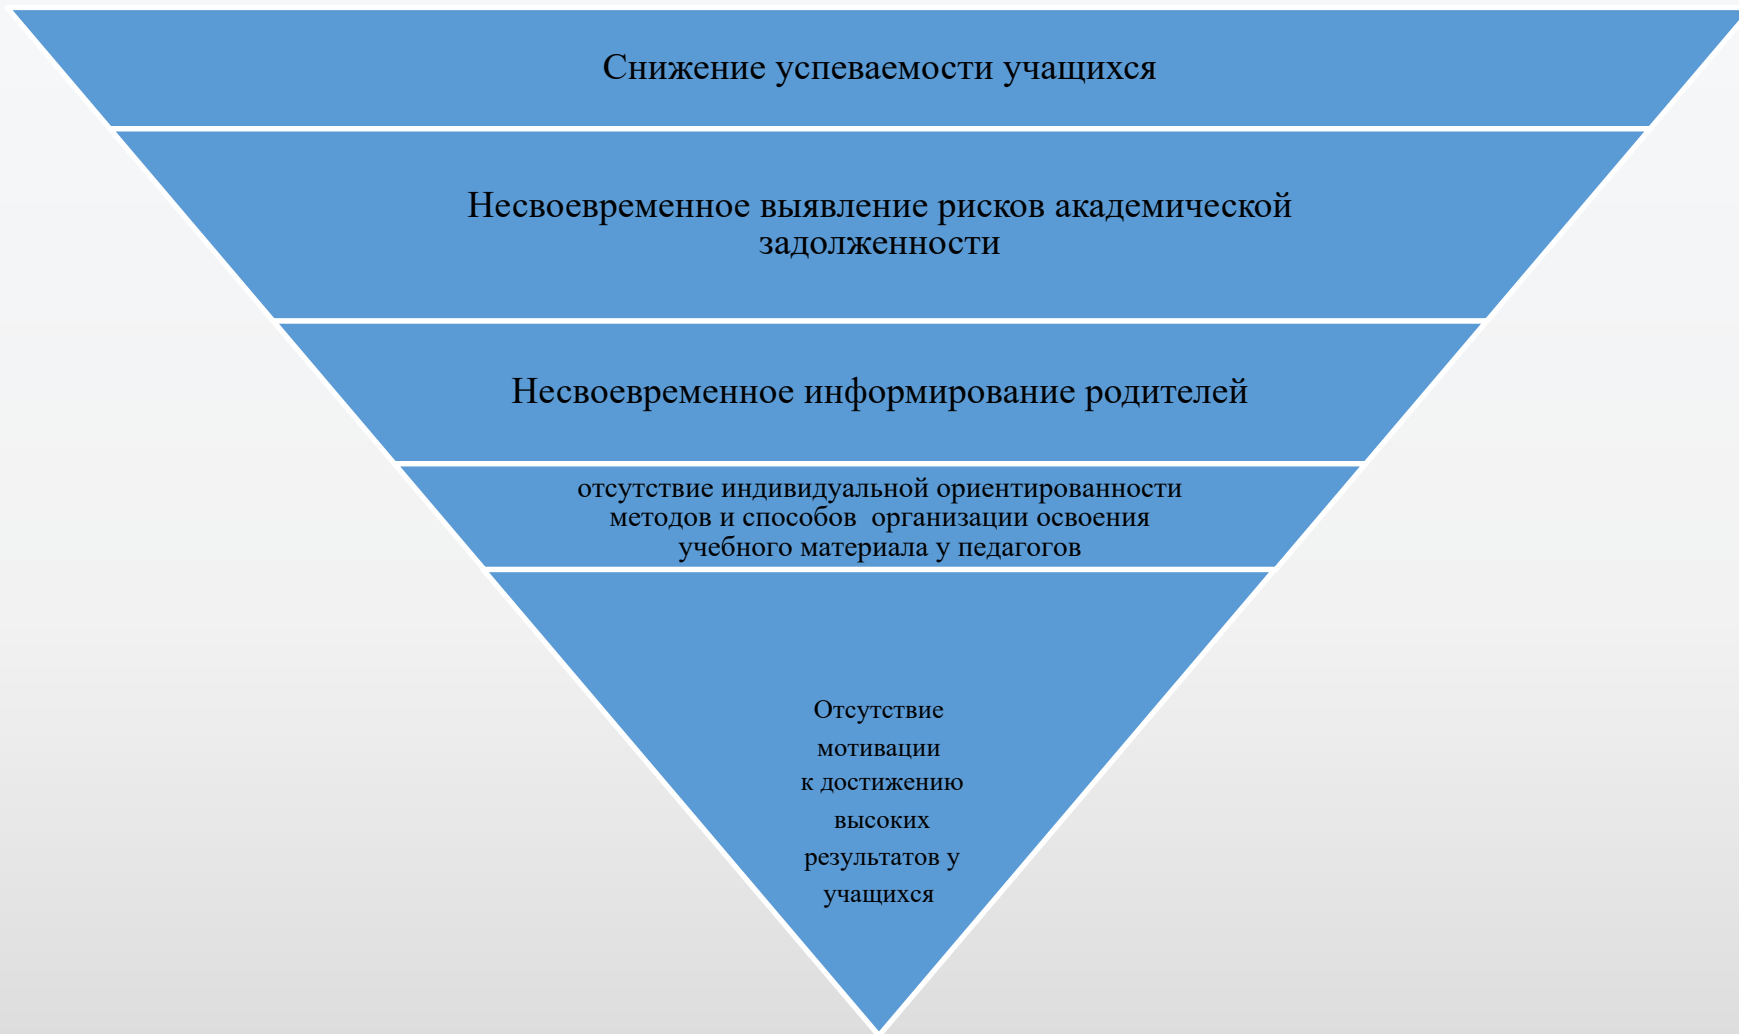 Снижение успеваемости учащихся
Несвоевременное выявление рисков академической
задолженности
Несвоевременное информирование родителей
отсутствие индивидуальной ориентированности
методов и способов  организации освоения
учебного материала у педагогов
Отсутствие
мотивации
к достижению
высоких
результатов у
учащихся